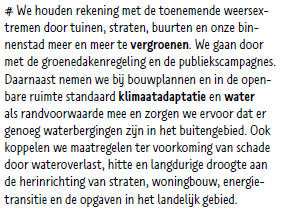 # We houden rekening met de toenemende weersex-
tremen door tuinen, straten, buurten en onze bin-
nenstad meer en meer te vergroenen. We gaan door
met de groenedakenregeling en de publiekscampagnes.
Daarnaast nemen we bij bouwplannen en in de open-
bare ruimte standaard klimaatadaptatie en water
als randvoorwaarde mee en zorgen we ervoor dat er
genoeg waterbergingen zijn in het buitengebied. Ook
koppelen we maatregelen ter voorkoming van schade
door wateroverlast, hitte en langdurige droogte aan
de herinrichting van straten, woningbouw, energie-
transitie en de opgaven in het landelijk gebied.